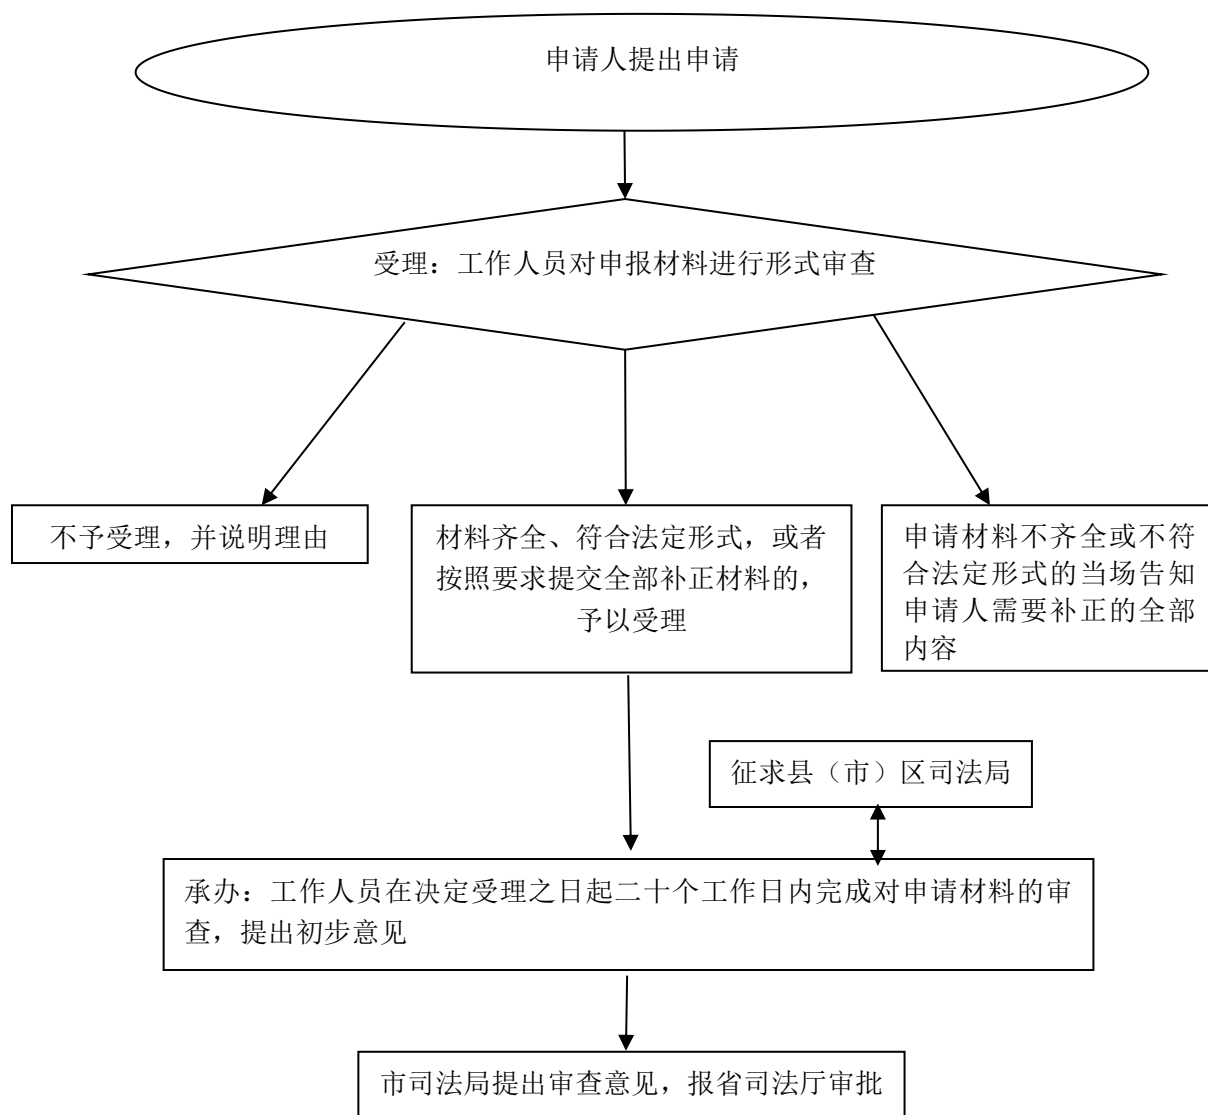 申请人提出申请
受理：工作人员对申报材料进行形式审查
不予受理，并说明理由
材料齐全、符合法定形式，或者
按照要求提交全部补正材料的，
予以受理
申请材料不齐全或不符
合法定形式的当场告知
申请人需要补正的全部
内容
征求县（市）区司法局
承办：工作人员在决定受理之日起二十个工作日内完成对申请材料的审
查，提出初步意见
市司法局提出审查意见，报省司法厅审批